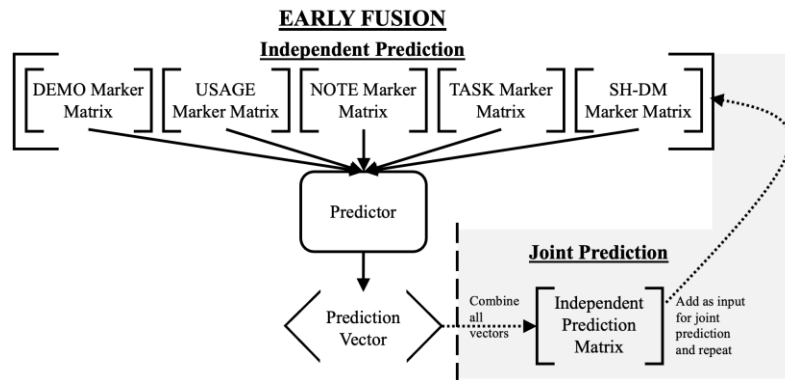 EARLY FUSION
Independent Prediction
DEMO Marker
Matrix
USAGE
Marker Matrix
NOTE Marker
Matrix
TASK Marker
Matrix
SH-DM
Marker Matrix
Predictor
Joint Prediction
Prediction
Vector
Combine
all
vectors
Independent
Prediction
Matrix
Add as input
for joint
prediction
and repeat